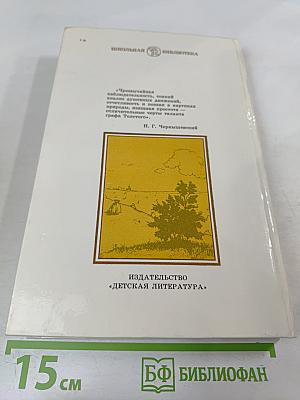 ШКОЛЬНАЯ БИБЛИОТЕКА
«Чрезвычайная
наблюдательность, тонкий
анализ душевных движений,
отчетливость и поэзия в картинах
природы, изящная простота —
отличительные черты таланта
графа Толстого».
Н. Г. Чернышевский
ИЗДАТЕЛЬСТВО
«ДЕТСКАЯ ЛИТЕРАТУРА»
15 см
БФ БИБЛИОФАН